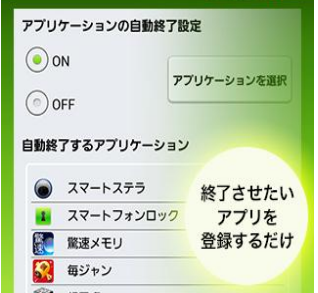 アプリケーションの自動終了設定
ON
アプリケーションを選択
OFF
自動終了するアプリケーション
スマートステラ
スマートフォンロック
驚速メモリ
毎ジャン
終了させたい
アプリを
登録するだけ